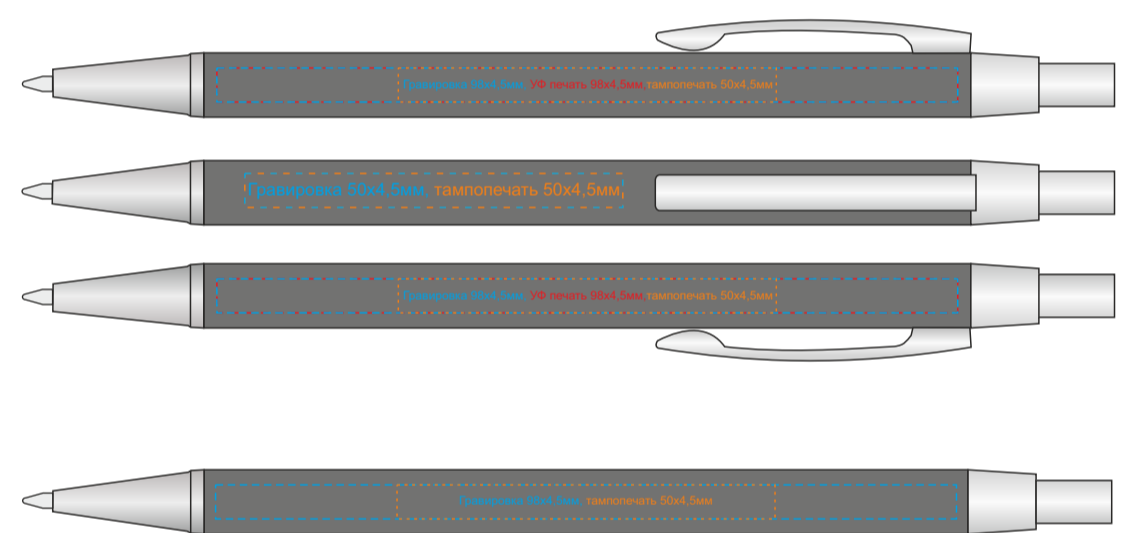 Гравировка 98х4,5мм, УФ печать 98х4,5мм,тампопечать 50х4,5мм
Гравировка 50х4,5мм, тампопечать 50х4,5мм
Гравировка 98х4,5мм, УФ печать 98х4,5мм,тампопечать 50х4,5мм
Гравировка 98х4,5мм, тампопечать 50х4,5мм